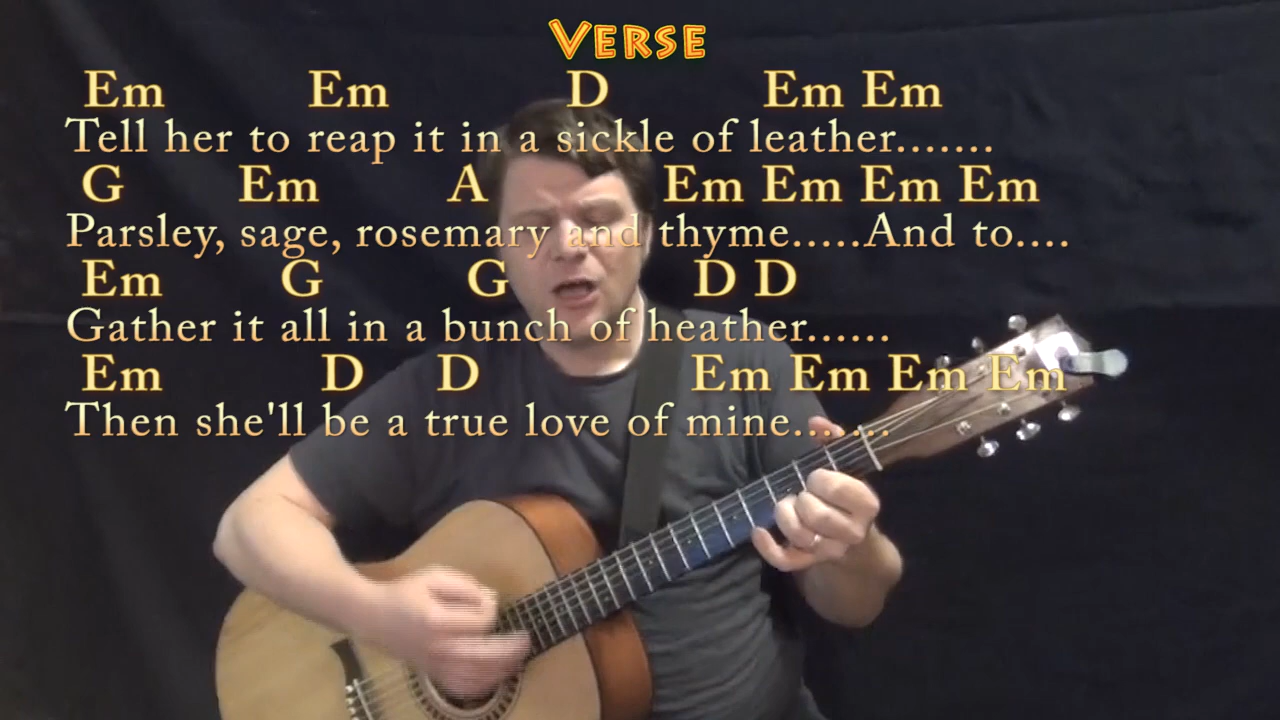 VERSE
Em Em D Em Em
Tell her to reap it in a sickle of leather.......
G Em A Em Em Em Em
Parsley, sage, rosemary and thyme.....And to....
Em G G D D
Gather it all in a bunch of heather......
Em D D Em Em Em Em
Then she'll be a true love of mine.......